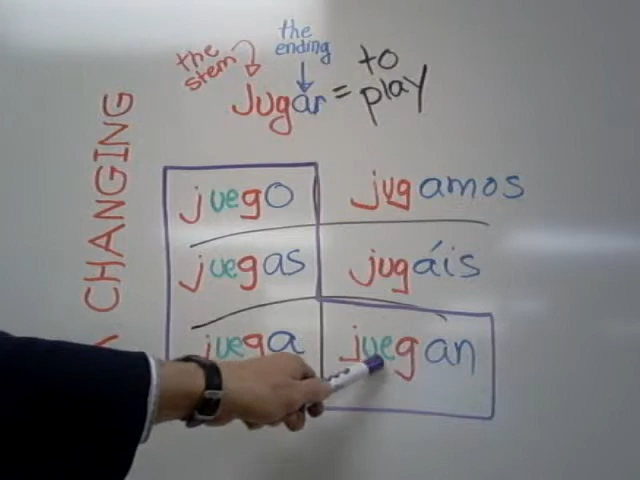 the stem
the ending
Jugar = to play
CHANGING
juego
jugamos
juegas
jugáis
juega
juegan